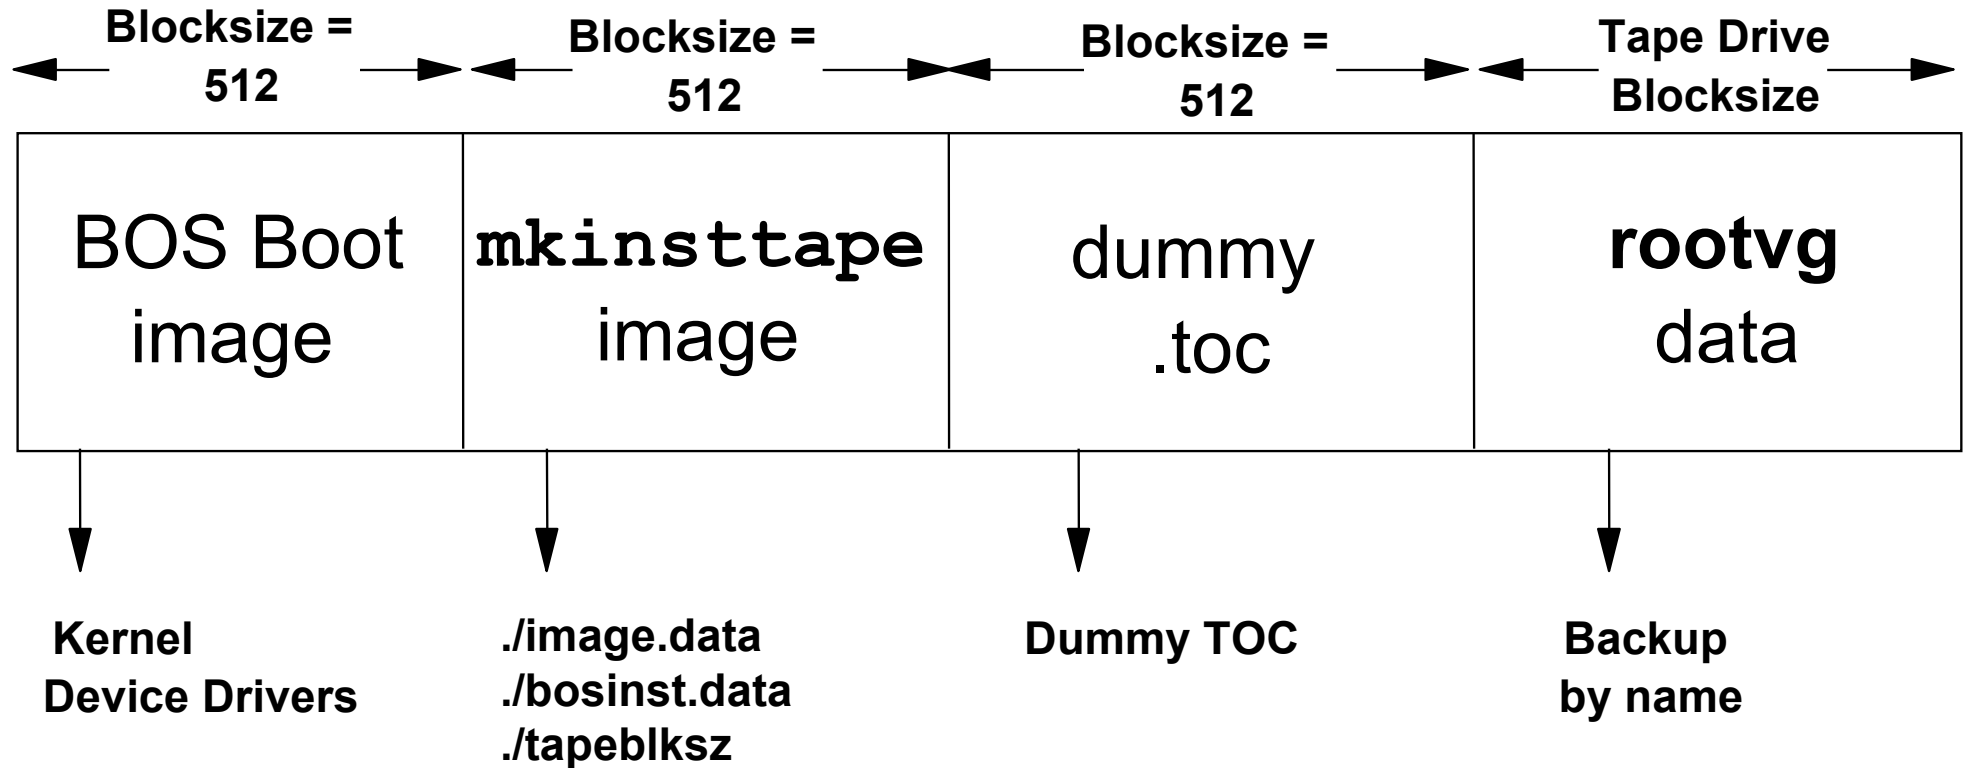 Blocksize =
512
Blocksize =
512
Blocksize =
512
Tape Drive
Blocksize
BOS Boot
image
mkinsttape
image
dummy
.toc
rootvg
data
Kernel
Device Drivers
./image.data
./bosinst.data
./tapeblksz
Dummy TOC
Backup
by name